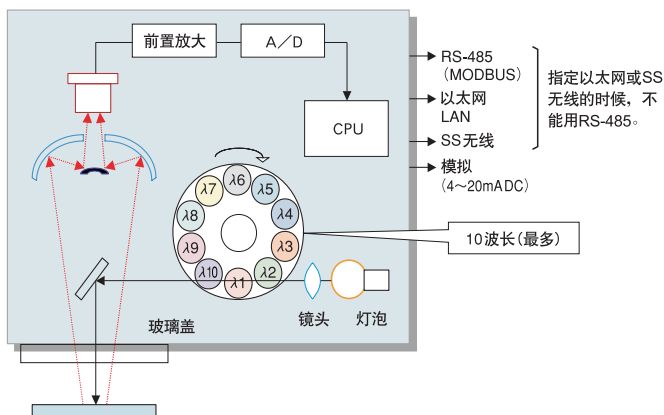 前置放大
A／D
CPU
RS-485
（MODBUS）
以太网
LAN
SS无线
模拟
（4～20mADC）
指定以太网或SS
无线的时候，不
能用RS-485。
λ6
λ7
λ5
λ8
λ4
λ9
λ3
λ10
λ1
λ2
10波长（最多）
玻璃盖
镜头
灯泡